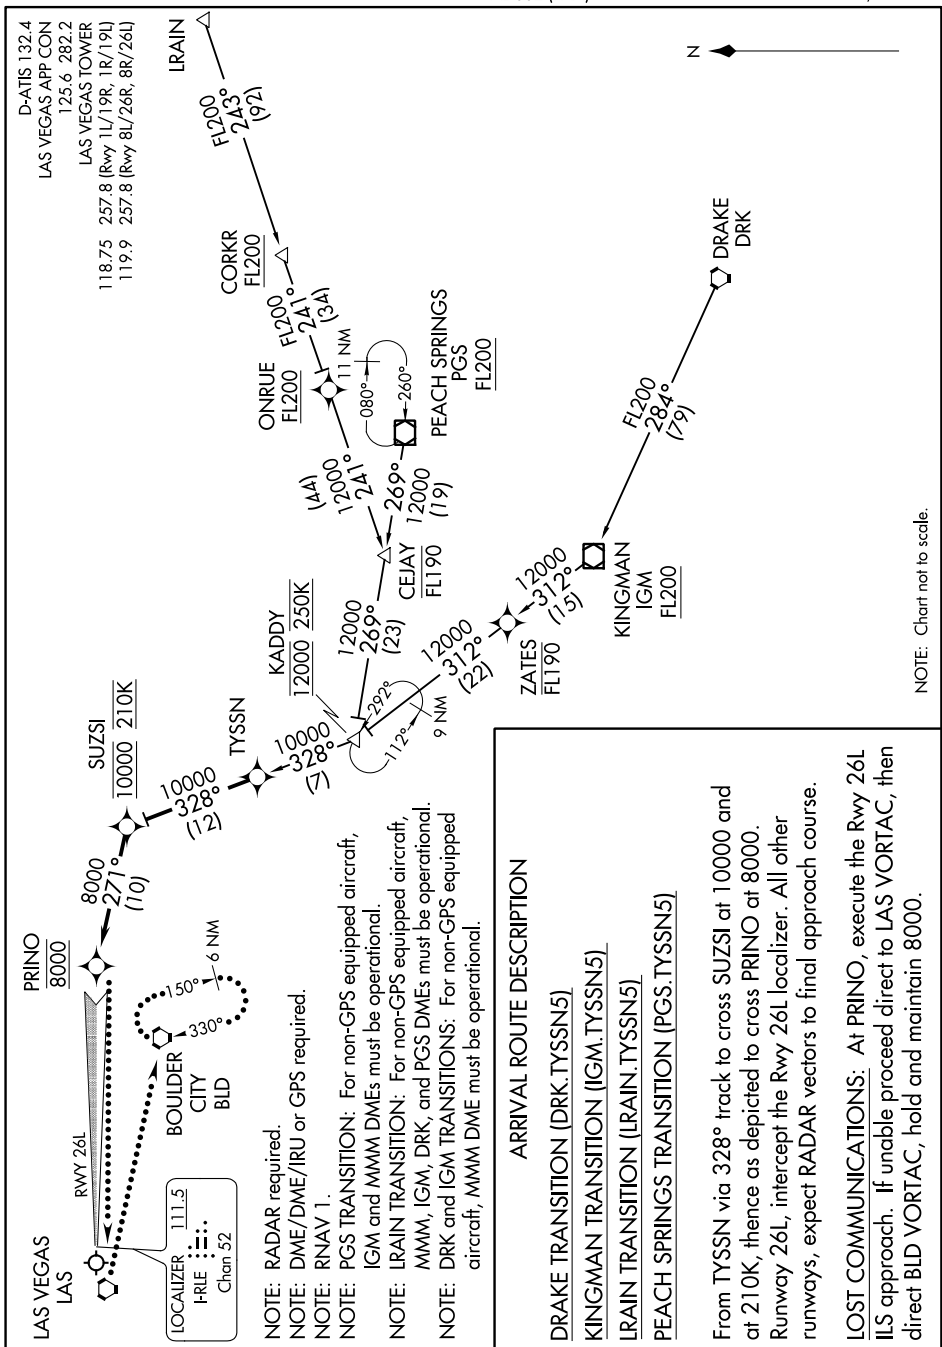 D-ATIS 132.4
LAS VEGAS APP CON
125.6 282.2
LAS VEGAS TOWER
118.75 257.8 (Rwy 1L/19R, 1R/19L)
119.9 257.8 (Rwy 8L/26R, 8R/26L)
LRAIN
FL200
243°
(92)
CORKR
FL200
FL200
241°
(34)
ONRUE
FL200
11 NM
080°
260°
PEACH SPRINGS
PGS
FL200
(44)
12000
241°
269°
12000
(19)
CEJAY
FL190
N
DRAKE
DRK
FL200
284°
(79)
KINGMAN
IGM
FL200
12000
312°
(15)
ZATES
FL190
12000
312°
(22)
KADDY
12000 250K
12000
269°
(23)
292°
112°
9 NM
10000
328°
(7)
TYSSN
10000
328°
(12)
SUZSI
10000 210K
8000
271°
(10)
PRINO
8000
150°
6 NM
330°
BOULDER
CITY
BLD
RWY 26L
LAS VEGAS
LAS
LOCALIZER 111.5
I-RLE
Chan 52
NOTE: RADAR required.
NOTE: DME/DME/IRU or GPS required.
NOTE: RNAV 1.
NOTE: PGS TRANSITION: For non-GPS equipped aircraft,
IGM and MMM DMEs must be operational.
NOTE: LRAIN TRANSITION: For non-GPS equipped aircraft,
MMM, IGM, DRK, and PGS DMEs must be operational.
NOTE: DRK and IGM TRANSITIONS: For non-GPS equipped
aircraft, MMM DME must be operational.
NOTE: Chart not to scale.
ARRIVAL ROUTE DESCRIPTION
DRAKE TRANSITION (DRK.TYSSN5)
KINGMAN TRANSITION (IGM.TYSSN5)
LRAIN TRANSITION (LRAIN.TYSSN5)
PEACH SPRINGS TRANSITION (PGS.TYSSN5)
From TYSSN via 328° track to cross SUZSI at 10000 and
at 210K, thence as depicted to cross PRINO at 8000.
Runway 26L, intercept the Rwy 26L localizer. All other
runways, expect RADAR vectors to final approach course.
LOST COMMUNICATIONS: At PRINO, execute the Rwy 26L
ILS approach. If unable proceed direct to LAS VORTAC, then
direct BLD VORTAC, hold and maintain 8000.